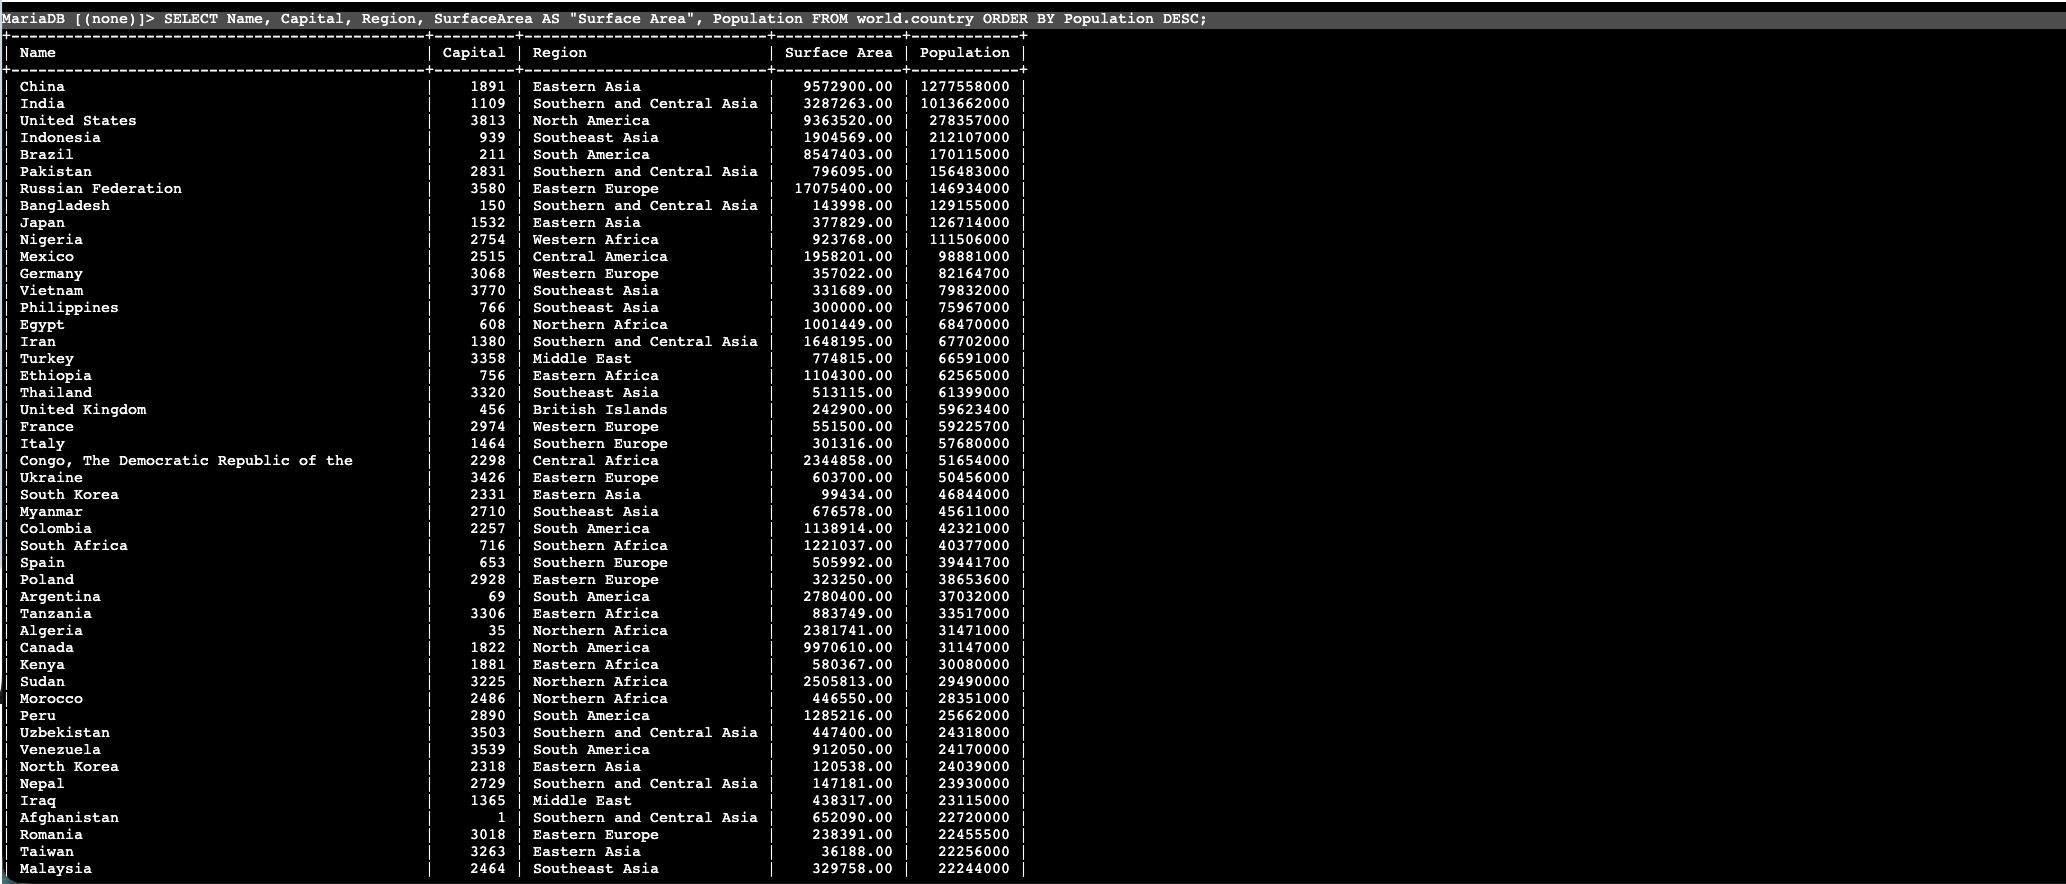 MariaDB [(none)]> SELECT Name, Capital, Region, SurfaceArea AS "Surface Area", Population FROM world.country ORDER BY Population DESC;
+----------------------------------------------+---------+---------------------------+--------------+------------+
| Name | Capital | Region | Surface Area | Population |
+----------------------------------------------+---------+---------------------------+--------------+------------+
| China | 1891 | Eastern Asia | 9572900.00 | 1277558000 |
| India | 1109 | Southern and Central Asia | 3287263.00 | 1013662000 |
| United States | 3813 | North America | 9363520.00 | 278357000 |
| Indonesia | 939 | Southeast Asia | 1904569.00 | 212107000 |
| Brazil | 211 | South America | 8547403.00 | 170115000 |
| Pakistan | 2831 | Southern and Central Asia | 796095.00 | 156483000 |
| Russian Federation | 3580 | Eastern Europe | 17075400.00 | 146934000 |
| Bangladesh | 150 | Southern and Central Asia | 143998.00 | 129155000 |
| Japan | 1532 | Eastern Asia | 377829.00 | 126714000 |
| Nigeria | 2754 | Western Africa | 923768.00 | 111506000 |
| Mexico | 2515 | Central America | 1958201.00 | 98881000 |
| Germany | 3068 | Western Europe | 357022.00 | 82164700 |
| Vietnam | 3770 | Southeast Asia | 331689.00 | 79832000 |
| Philippines | 766 | Southeast Asia | 300000.00 | 75967000 |
| Egypt | 608 | Northern Africa | 1001449.00 | 68470000 |
| Iran | 1380 | Southern and Central Asia | 1648195.00 | 67702000 |
| Turkey | 3358 | Middle East | 774815.00 | 66591000 |
| Ethiopia | 756 | Eastern Africa | 1104300.00 | 62565000 |
| Thailand | 3320 | Southeast Asia | 513115.00 | 61399000 |
| United Kingdom | 456 | British Islands | 242900.00 | 59623400 |
| France | 2974 | Western Europe | 551500.00 | 59225700 |
| Italy | 1464 | Southern Europe | 301316.00 | 57680000 |
| Congo, The Democratic Republic of the | 2298 | Central Africa | 2344858.00 | 51654000 |
| Ukraine | 3426 | Eastern Europe | 603700.00 | 50456000 |
| South Korea | 2331 | Eastern Asia | 99434.00 | 46844000 |
| Myanmar | 2710 | Southeast Asia | 676578.00 | 45611000 |
| Colombia | 2257 | South America | 1138914.00 | 42321000 |
| South Africa | 716 | Southern Africa | 1221037.00 | 40377000 |
| Spain | 653 | Southern Europe | 505992.00 | 39441700 |
| Poland | 2928 | Eastern Europe | 323250.00 | 38653600 |
| Argentina | 69 | South America | 2780400.00 | 37032000 |
| Tanzania | 3306 | Eastern Africa | 883749.00 | 33517000 |
| Algeria | 35 | Northern Africa | 2381741.00 | 31471000 |
| Canada | 1822 | North America | 9970610.00 | 31147000 |
| Kenya | 1881 | Eastern Africa | 580367.00 | 30080000 |
| Sudan | 3225 | Northern Africa | 2505813.00 | 29490000 |
| Morocco | 2486 | Northern Africa | 446550.00 | 28351000 |
| Peru | 2890 | South America | 1285216.00 | 25662000 |
| Uzbekistan | 3503 | Southern and Central Asia | 447400.00 | 24318000 |
| Venezuela | 3539 | South America | 912050.00 | 24170000 |
| North Korea | 2318 | Eastern Asia | 120538.00 | 24039000 |
| Nepal | 2729 | Southern and Central Asia | 147181.00 | 23930000 |
| Iraq | 1365 | Middle East | 438317.00 | 23115000 |
| Afghanistan | 1 | Southern and Central Asia | 652090.00 | 22720000 |
| Romania | 3018 | Eastern Europe | 238391.00 | 22455500 |
| Taiwan | 3263 | Eastern Asia | 36188.00 | 22256000 |
| Malaysia | 2464 | Southeast Asia | 329758.00 | 22244000 |